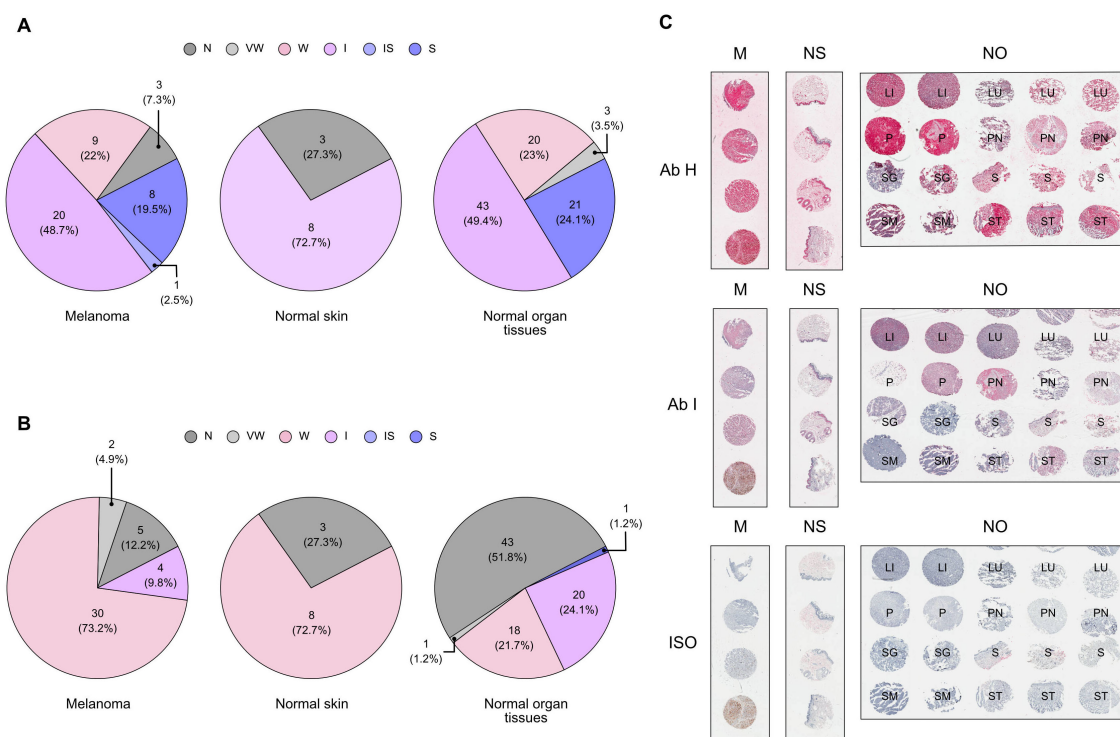 A
N VW W I IS S
3
(7.3%)
9
(22%)
8
(19.5%)
20
(48.7%)
1
(2.5%)
Melanoma
3
(27.3%)
8
(72.7%)
Normal skin
3
(3.5%)
20
(23%)
43
(49.4%)
21
(24.1%)
Normal organ
tissues
B
N VW W I IS S
2
(4.9%)
5
(12.2%)
4
(9.8%)
30
(73.2%)
Melanoma
3
(27.3%)
8
(72.7%)
Normal skin
1
(1.2%)
43
(51.8%)
20
(24.1%)
18
(21.7%)
1
(1.2%)
Normal organ
tissues
C
M NS NO
Ab H
LI LI LU LU LU
P P PN PN PN
SG SG S S S
SM SM ST ST ST
M NS NO
Ab I
LI LI LU LU LU
P P PN PN PN
SG SG S S S
SM SM ST ST ST
M NS NO
ISO
LI LI LU LU LU
P P PN PN PN
SG SG S S S
SM SM ST ST ST